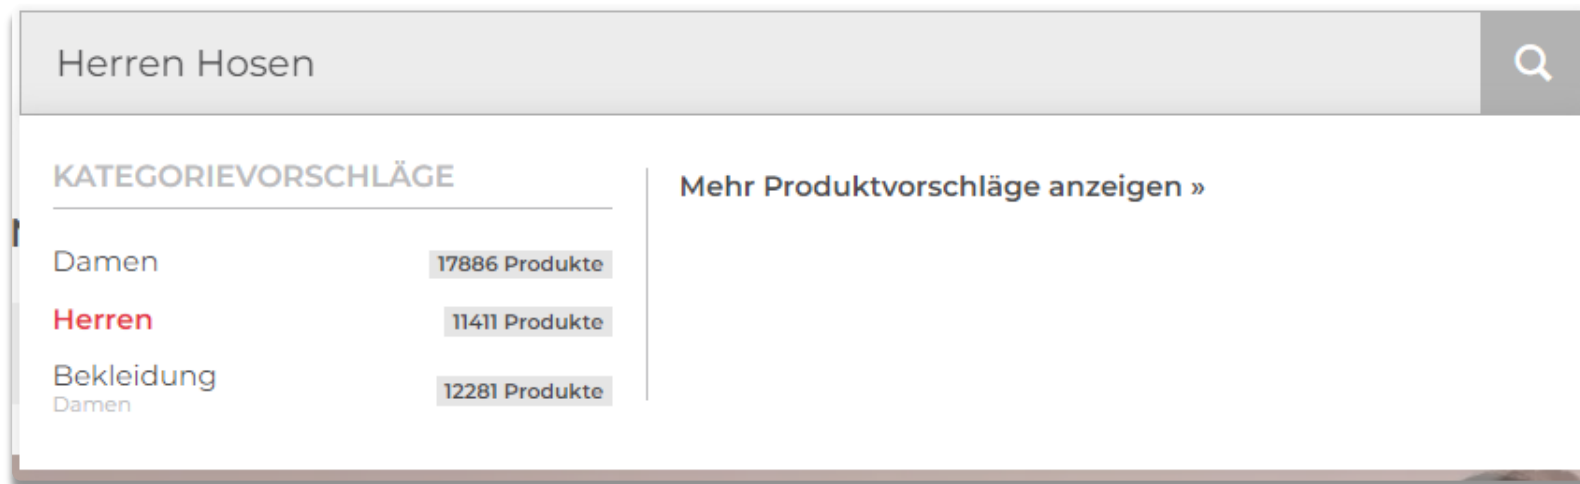 Herren Hosen
KATEGORIEVORSCHLÄGE
Damen 17886 Produkte
Herren 11411 Produkte
Bekleidung 12281 Produkte
Damen
Mehr Produktvorschläge anzeigen »